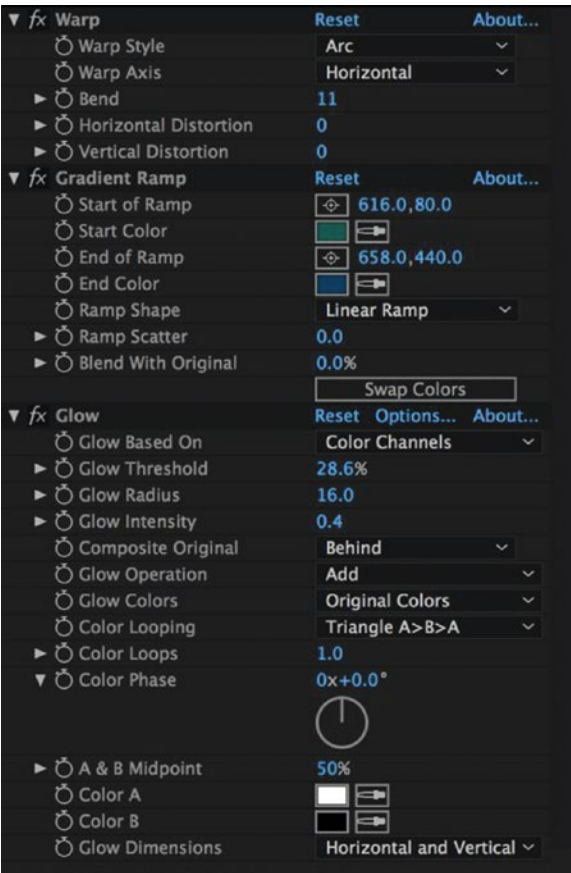 fx Warp Reset About...
Warp Style Arc
Warp Axis Horizontal
Bend 11
Horizontal Distortion 0
Vertical Distortion 0
fx Gradient Ramp Reset About...
Start of Ramp 616.0,80.0
Start Color
End of Ramp 658.0,440.0
End Color
Ramp Shape Linear Ramp
Ramp Scatter 0.0
Blend With Original 0.0%
Swap Colors
fx Glow Reset Options... About...
Glow Based On Color Channels
Glow Threshold 28.6%
Glow Radius 16.0
Glow Intensity 0.4
Composite Original Behind
Glow Operation Add
Glow Colors Original Colors
Color Looping Triangle A>B>A
Color Loops 1.0
Color Phase 0x+0.0°
A & B Midpoint 50%
Color A
Color B
Glow Dimensions Horizontal and Vertical